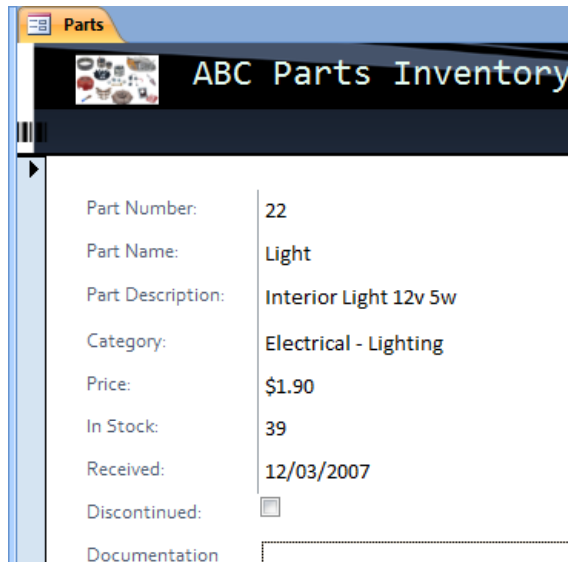 Parts
ABC Parts Inventory
Part Number: 22
Part Name: Light
Part Description: Interior Light 12v 5w
Category: Electrical - Lighting
Price: $1.90
In Stock: 39
Received: 12/03/2007
Discontinued:
Documentation